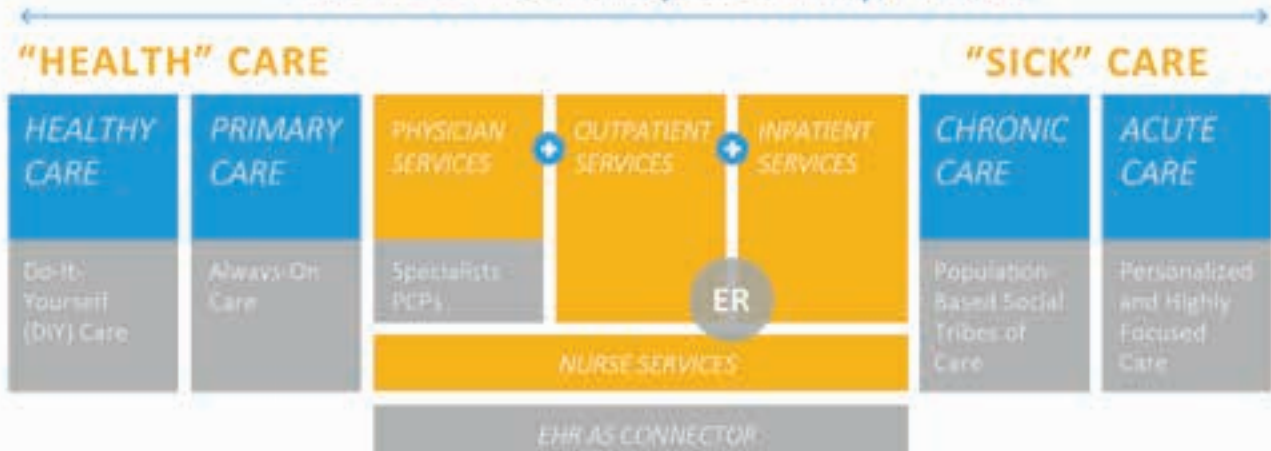 "HEALTH" CARE
"SICK" CARE
HEALTHY
CARE
PRIMARY
CARE
PHYSICIAN
SERVICES
OUTPATIENT
SERVICES
INPATIENT
SERVICES
CHRONIC
CARE
ACUTE
CARE
Do-It-
Yourself
(DIY) Care
Always-On
Care
Specialists
PCPs
ER
Population-
Based Social
Tribes of
Care
Personalized
and Highly
Focused
Care
NURSE SERVICES
EHR AS CONNECTOR